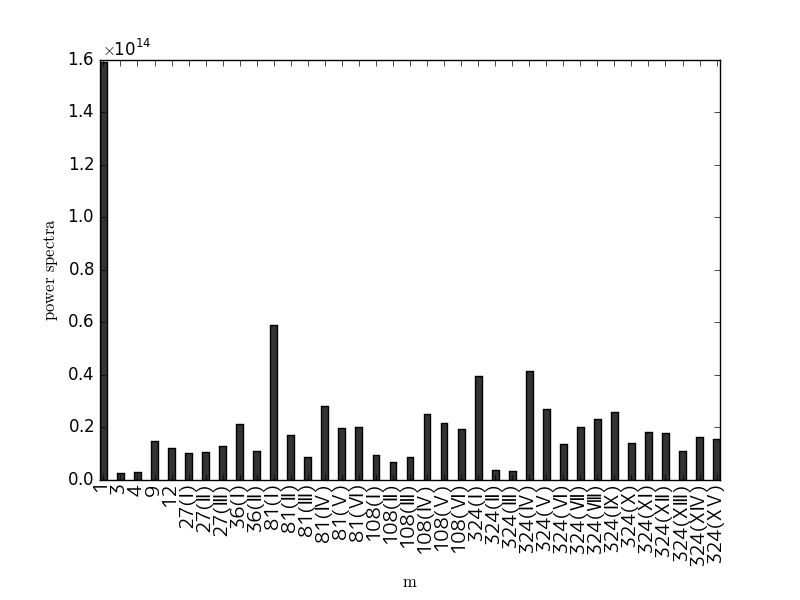 ×10^14
1.6
1.4
1.2
1.0
0.8
0.6
0.4
0.2
0.0
power spectra
1
3
4
9
12
27(I)
27(II)
27(III)
36(I)
36(II)
81(I)
81(II)
81(III)
81(IV)
81(V)
81(VI)
108(I)
108(II)
108(III)
108(IV)
108(V)
108(VI)
324(I)
324(II)
324(III)
324(IV)
324(V)
324(VI)
324(VII)
324(VIII)
324(IX)
324(X)
324(XI)
324(XII)
324(XIII)
324(XIV)
324(XV)
m